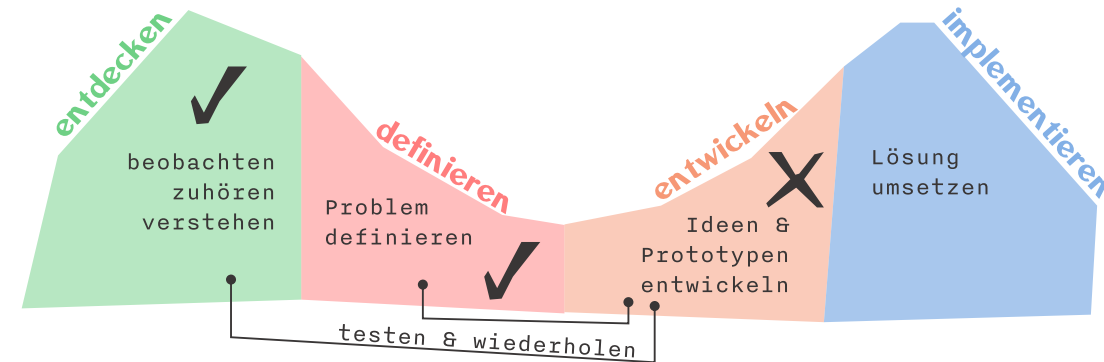 entdecken
beobachten
zuhören
verstehen
definieren
Problem
definieren
entwickeln
Ideen &
Prototypen
entwickeln
implementieren
Lösung
umsetzen
testen & wiederholen